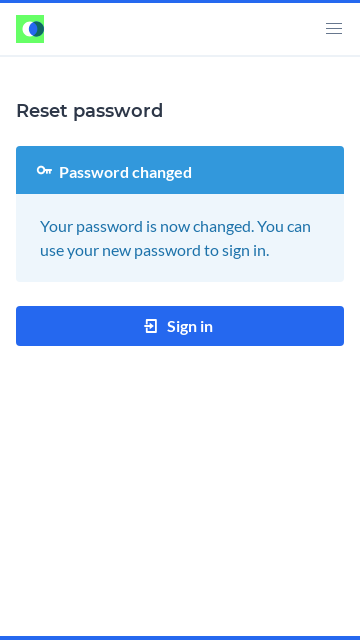 Reset password
Password changed
Your password is now changed. You can
use your new password to sign in.
Sign in